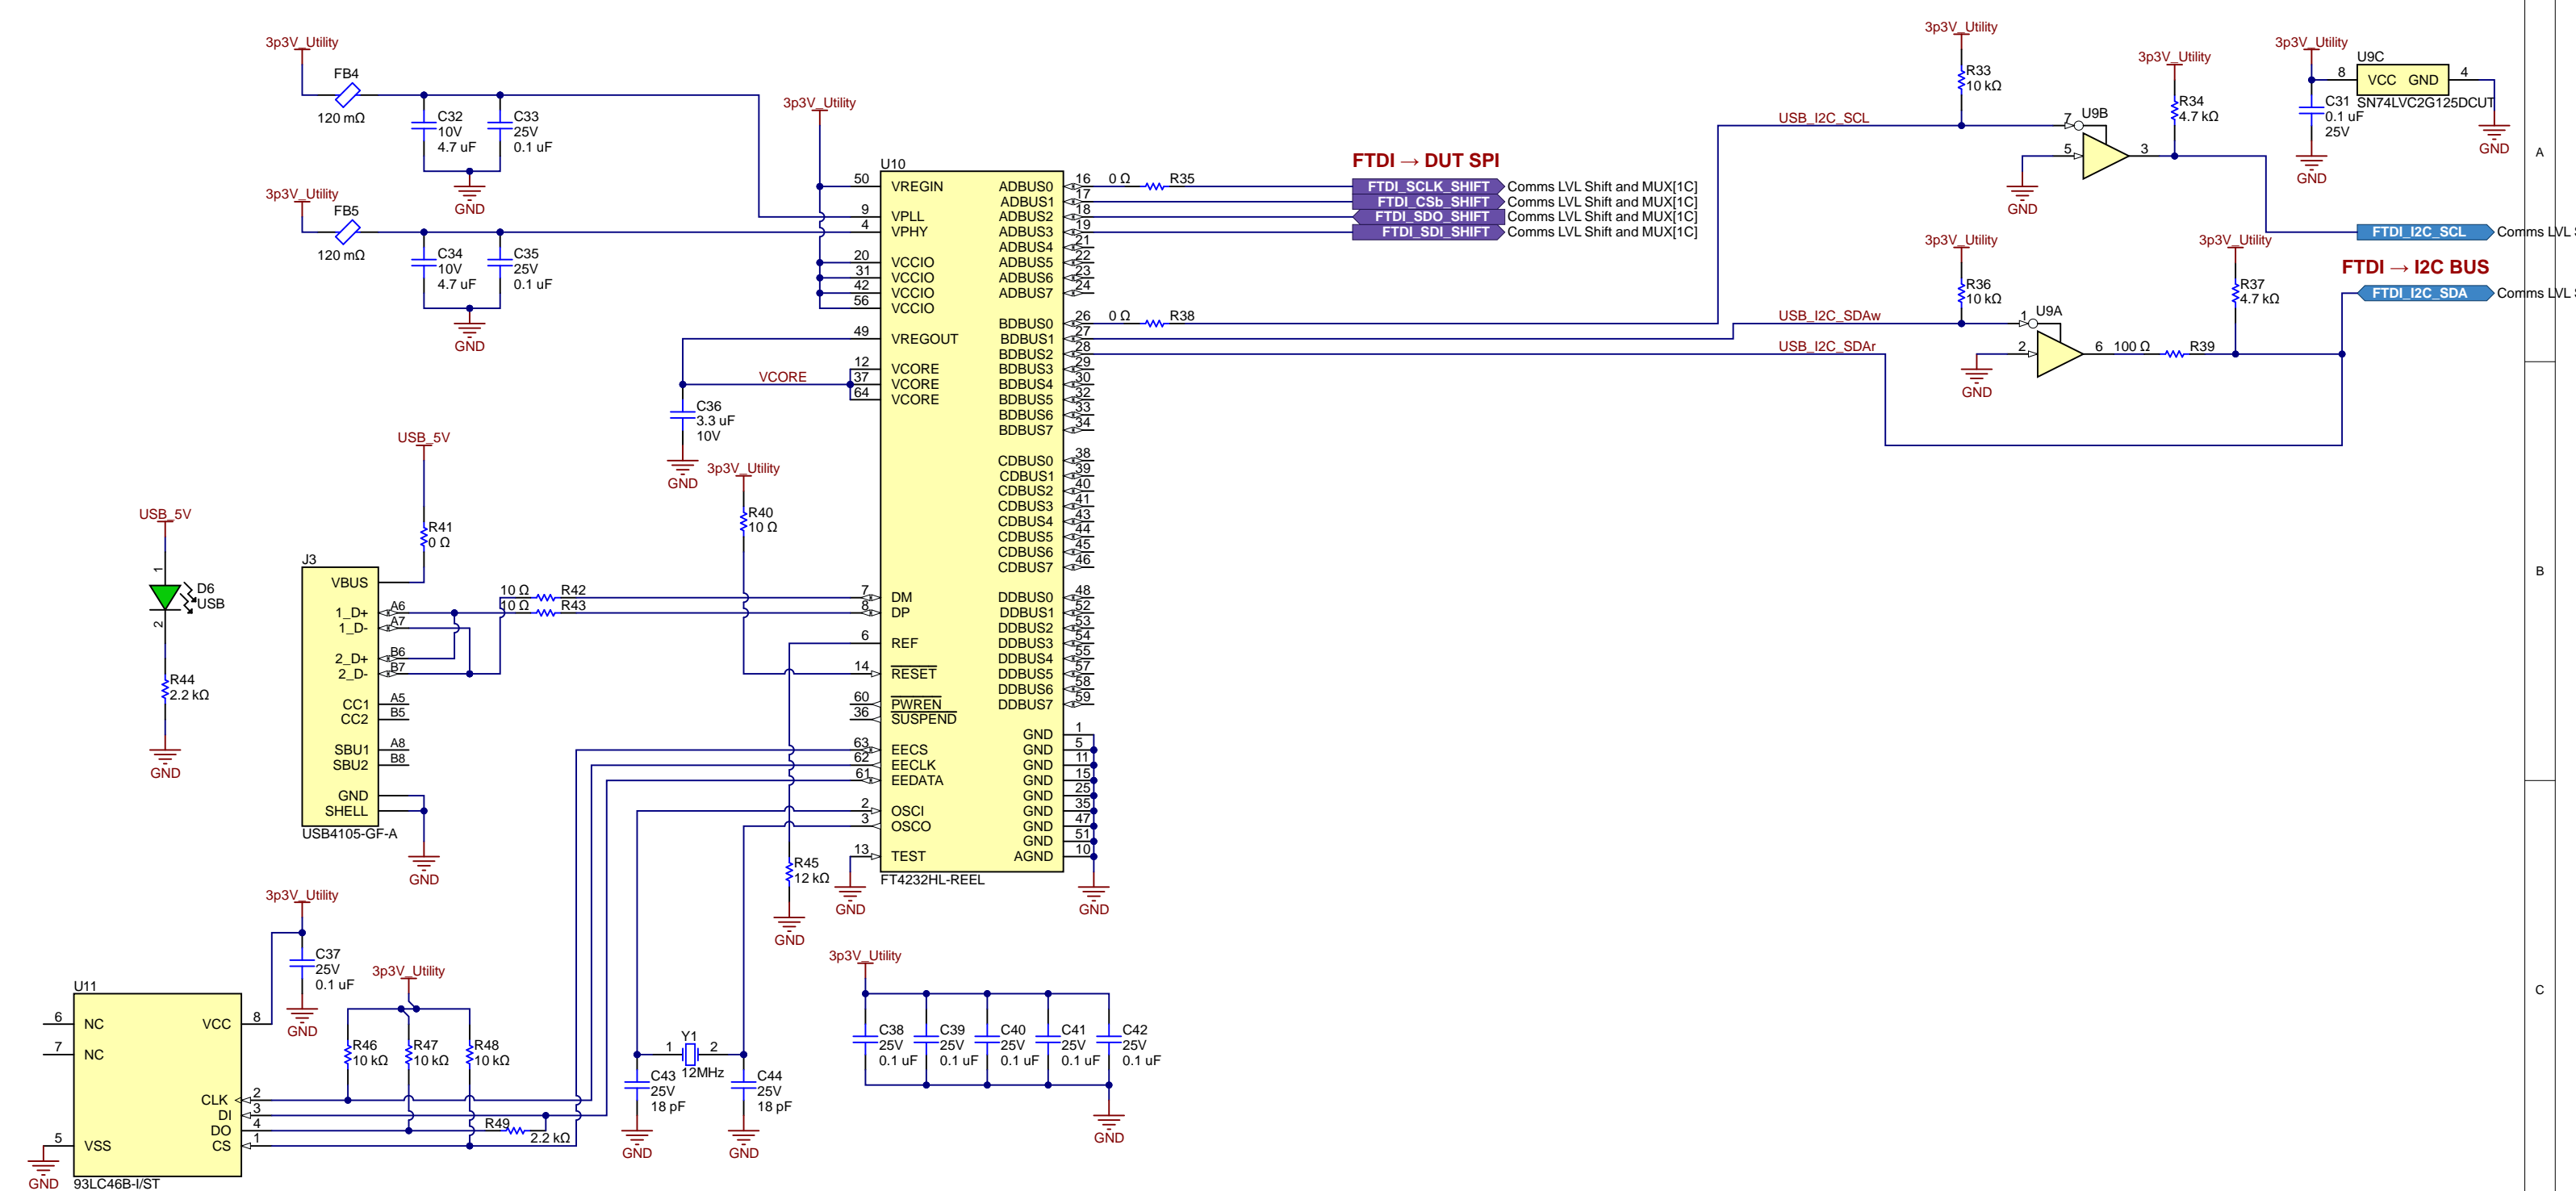 3p3V_Utility
FB4
120 mΩ
C32
10V
4.7 uF
C33
25V
0.1 uF
GND
3p3V_Utility
FB5
120 mΩ
C34
10V
4.7 uF
C35
25V
0.1 uF
GND
3p3V_Utility
U10
50 VREGIN
9 VPLL
4 VPHY
20 VCCIO
31 VCCIO
42 VCCIO
56 VCCIO
49 VREGOUT
12 VCORE
37 VCORE
64 VCORE
VCORE
C36
3.3 uF
10V
GND
3p3V_Utility
R40
10 Ω
7 DM
8 DP
6 REF
14 RESET
60 PWREN
36 SUSPEND
63 EECS
62 EECLK
61 EEDATA
2 OSCI
3 OSCO
13 TEST
GND
R45
12 kΩ
GND
FT4232HL-REEL
ADBUS0 16
ADBUS1 17
ADBUS2 18
ADBUS3 19
ADBUS4 21
ADBUS5 22
ADBUS6 23
ADBUS7 24
BDBUS0 26
BDBUS1 27
BDBUS2 28
BDBUS3 29
BDBUS4 30
BDBUS5 32
BDBUS6 33
BDBUS7 34
CDBUS0 38
CDBUS1 39
CDBUS2 40
CDBUS3 41
CDBUS4 43
CDBUS5 44
CDBUS6 45
CDBUS7 46
DDBUS0 48
DDBUS1 52
DDBUS2 53
DDBUS3 54
DDBUS4 55
DDBUS5 57
DDBUS6 58
DDBUS7 59
GND 1
GND 5
GND 11
GND 15
GND 25
GND 35
GND 47
GND 51
AGND 10
GND
0 Ω R35
0 Ω R38
FTDI → DUT SPI
FTDI_SCLK_SHIFT Comms LVL Shift and MUX[1C]
FTDI_CSb_SHIFT Comms LVL Shift and MUX[1C]
FTDI_SDO_SHIFT Comms LVL Shift and MUX[1C]
FTDI_SDI_SHIFT Comms LVL Shift and MUX[1C]
USB_I2C_SCL
USB_I2C_SDAw
USB_I2C_SDAr
3p3V_Utility
R33
10 kΩ
7 U9B
5 3
GND
3p3V_Utility
R34
4.7 kΩ
3p3V_Utility
U9C
8 VCC GND 4
SN74LVC2G125DCUT
C31
0.1 uF
25V
GND
GND
FTDI_I2C_SCL Comms LVL
FTDI → I2C BUS
FTDI_I2C_SDA Comms LVL
3p3V_Utility
R36
10 kΩ
1 U9A
2 6
GND
100 Ω R39
3p3V_Utility
R37
4.7 kΩ
A
B
C
USB_5V
1
D6
USB
2
R44
2.2 kΩ
GND
USB_5V
R41
0 Ω
J3
VBUS
1_D+ A6
1_D- A7
2_D+ B6
2_D- B7
CC1 A5
CC2 B5
SBU1 A8
SBU2 B8
GND
SHELL
USB4105-GF-A
GND
10 Ω R42
10 Ω R43
3p3V_Utility
C37
25V
0.1 uF
GND
U11
6 NC
7 NC
5 VSS
GND
VCC 8
CLK 2
DI 3
DO 4
CS 1
93LC46B-I/ST
3p3V_Utility
R46
10 kΩ
R47
10 kΩ
R48
10 kΩ
R49
2.2 kΩ
Y1
1 2
12MHz
C43
25V
18 pF
GND
C44
25V
18 pF
GND
3p3V_Utility
C38
25V
0.1 uF
C39
25V
0.1 uF
C40
25V
0.1 uF
C41
25V
0.1 uF
C42
25V
0.1 uF
GND